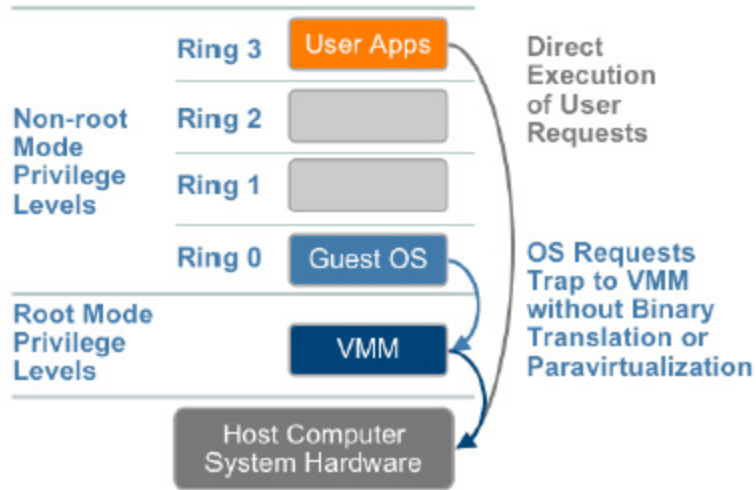 Ring 3
User Apps
Direct
Execution
of User
Requests
Non-root
Mode
Privilege
Levels
Ring 2
Ring 1
Ring 0
Guest OS
OS Requests
Trap to VMM
without Binary
Translation or
Paravirtualization
Root Mode
Privilege
Levels
VMM
Host Computer
System Hardware